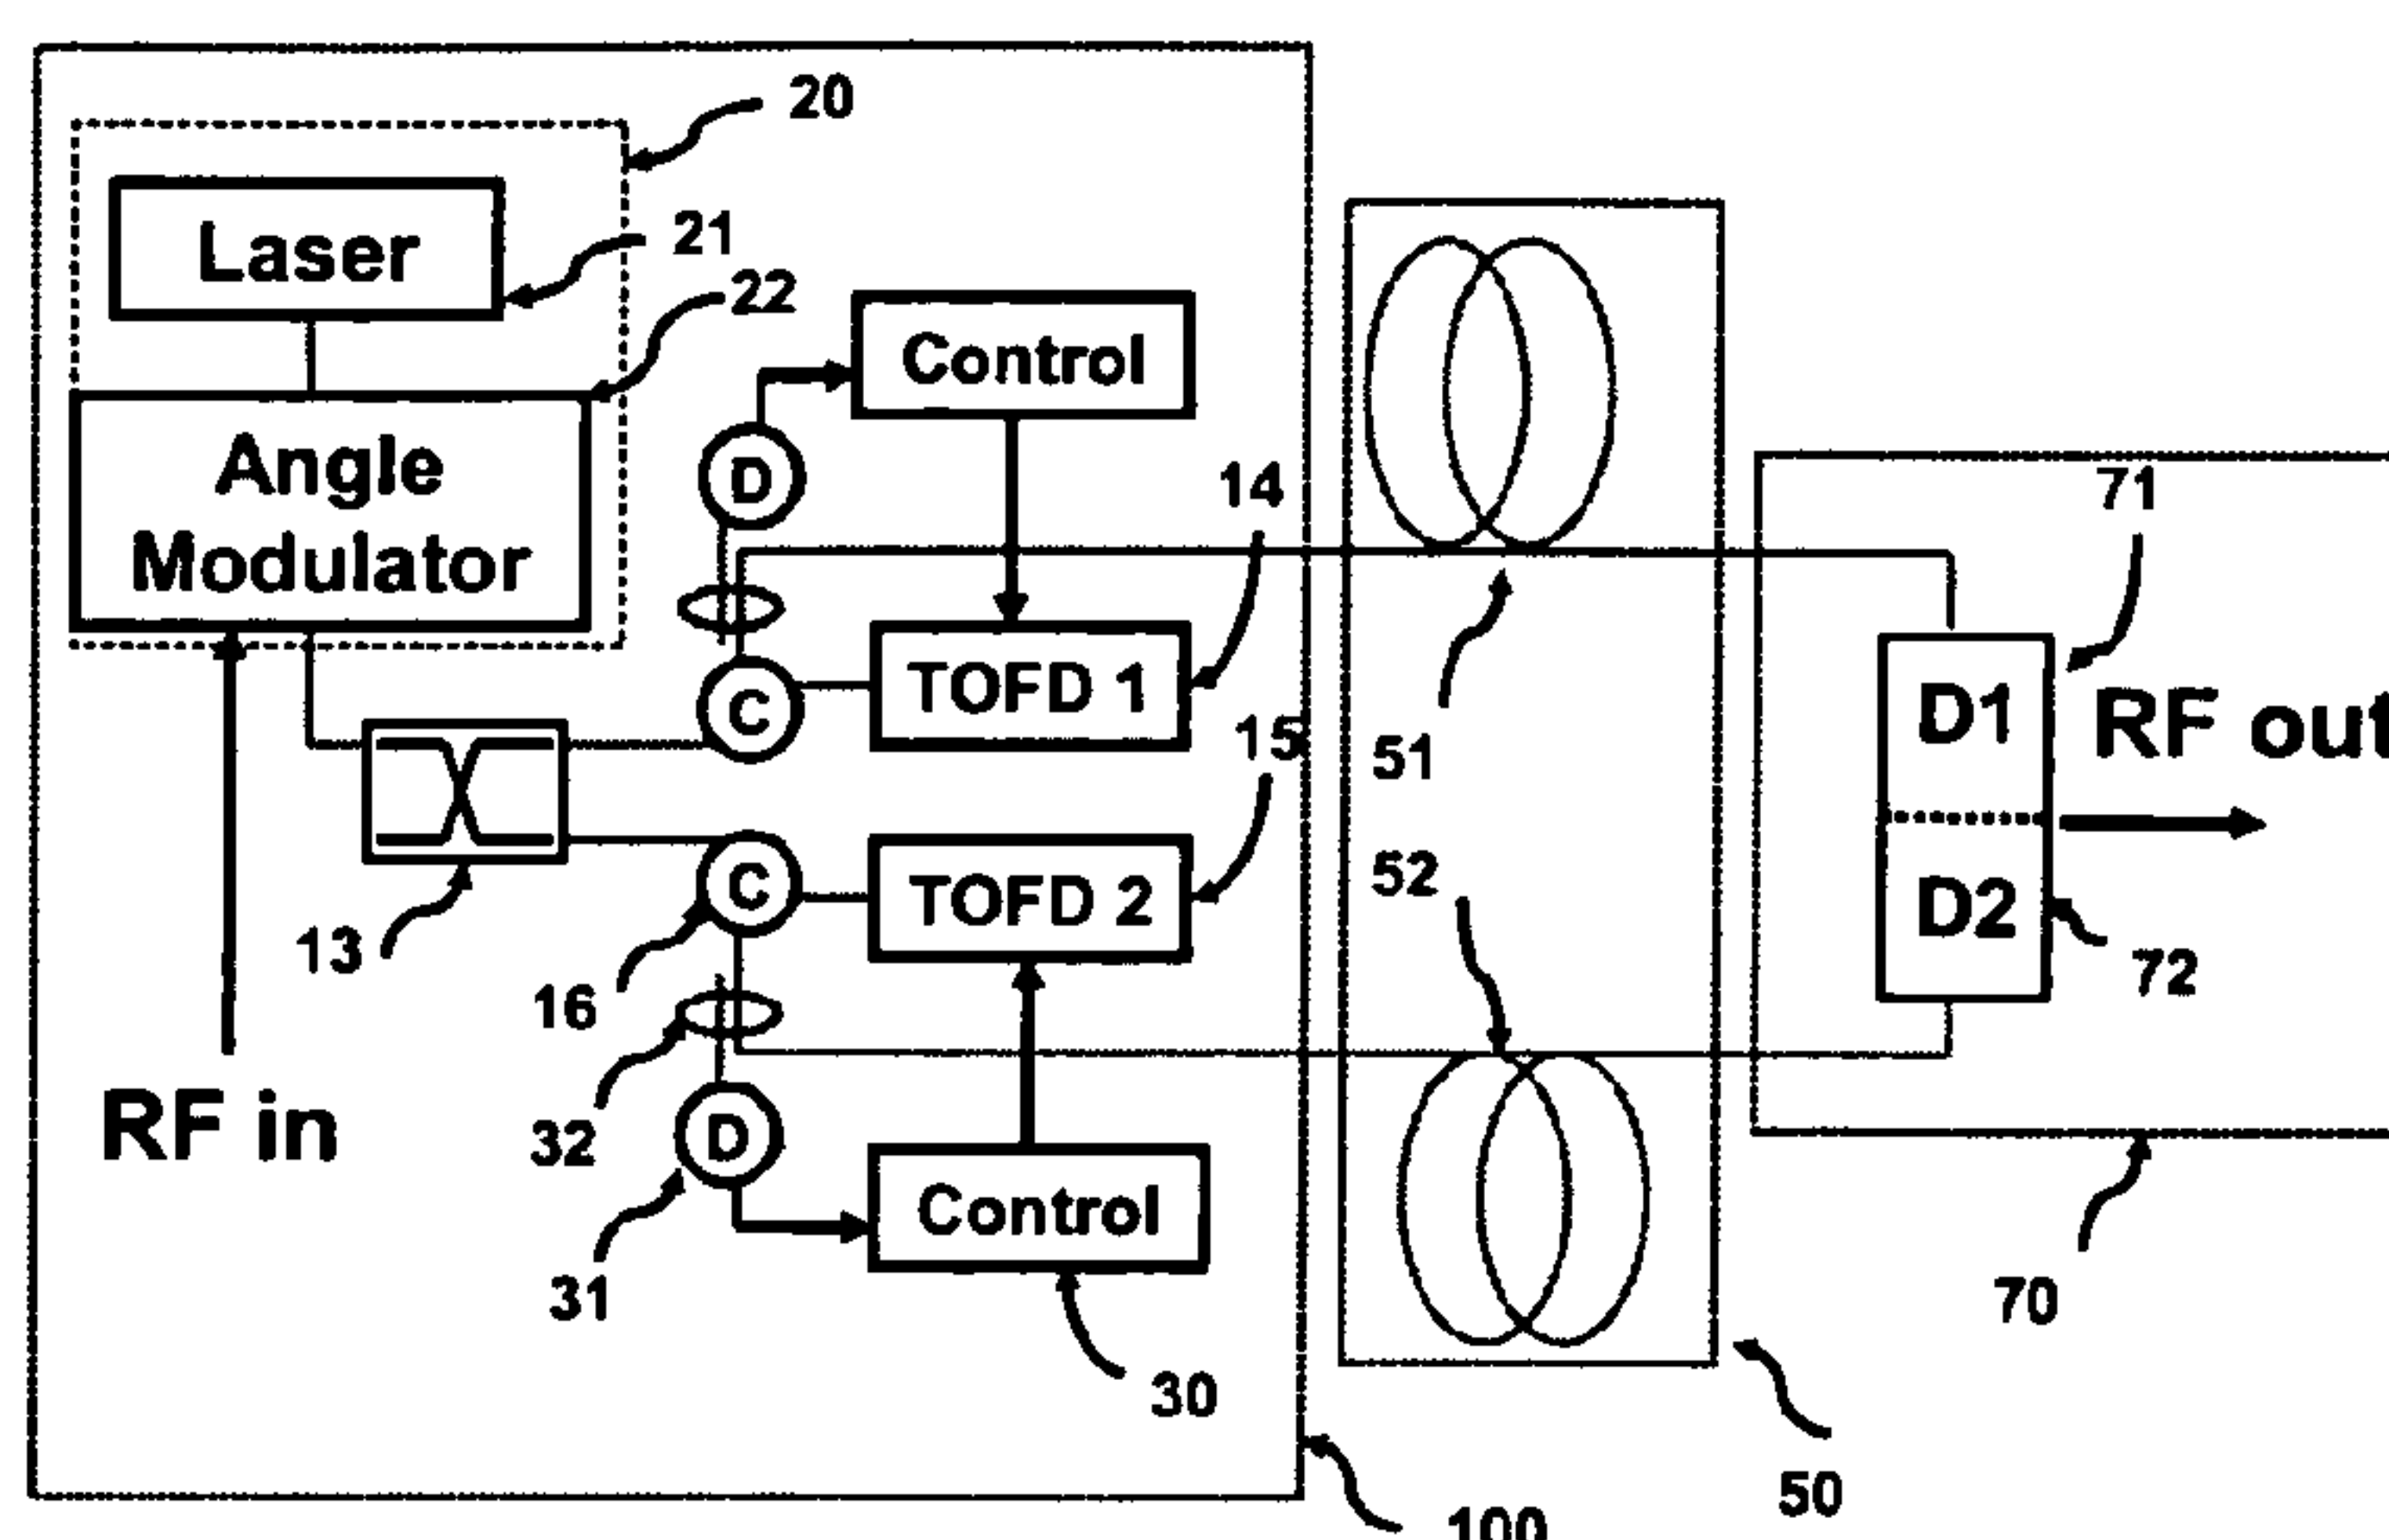 20
Laser
21
22
Control
Angle
Modulator
D
14
71
TOFD 1
C
D1
RF out
15
51
13
C
TOFD 2
52
D2
16
72
RF in
32
D
Control
31
30
70
50
100